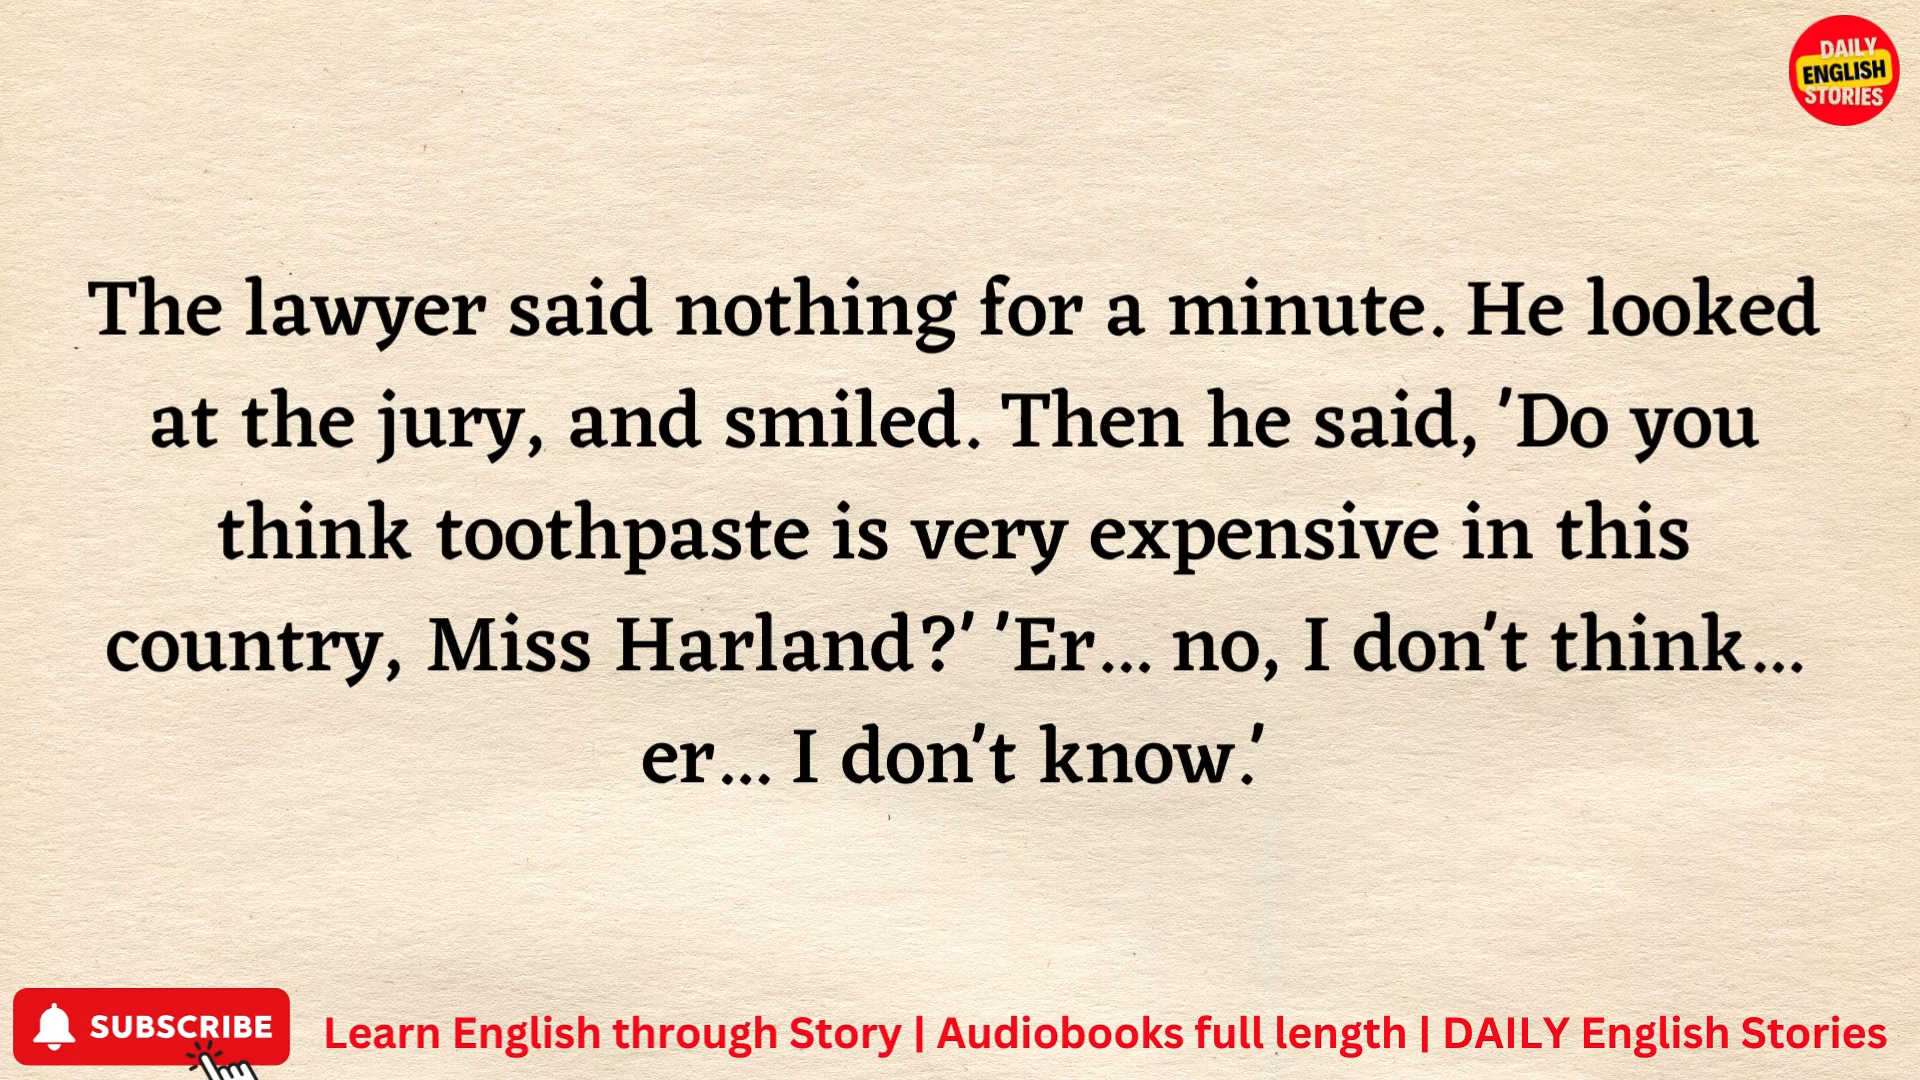 DAILY
ENGLISH
STORIES
The lawyer said nothing for a minute. He looked
at the jury, and smiled. Then he said, 'Do you
think toothpaste is very expensive in this
country, Miss Harland?' 'Er... no, I don't think...
er... I don't know.'
SUBSCRIBE
Learn English through Story | Audiobooks full length | DAILY English Stories